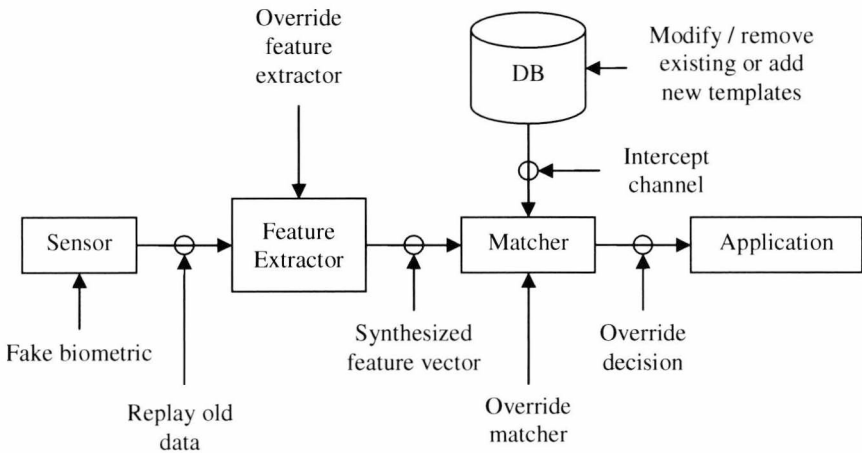 Override
feature
extractor
DB
Modify / remove
existing or add
new templates
Intercept
channel
Sensor
Feature
Extractor
Matcher
Application
Fake biometric
Synthesized
feature vector
Override
decision
Replay old
data
Override
matcher